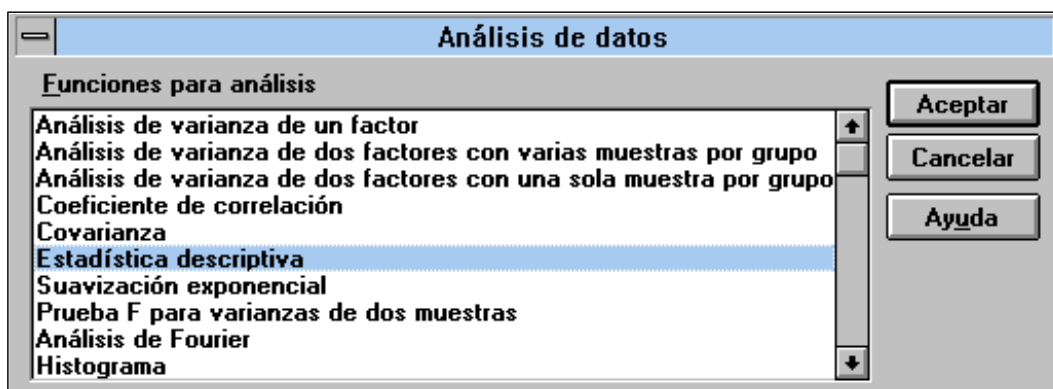 Análisis de datos
Funciones para análisis
Análisis de varianza de un factor
Análisis de varianza de dos factores con varias muestras por grupo
Análisis de varianza de dos factores con una sola muestra por grupo
Coeficiente de correlación
Covarianza
Estadística descriptiva
Suavización exponencial
Prueba F para varianzas de dos muestras
Análisis de Fourier
Histograma
Aceptar
Cancelar
Ayuda